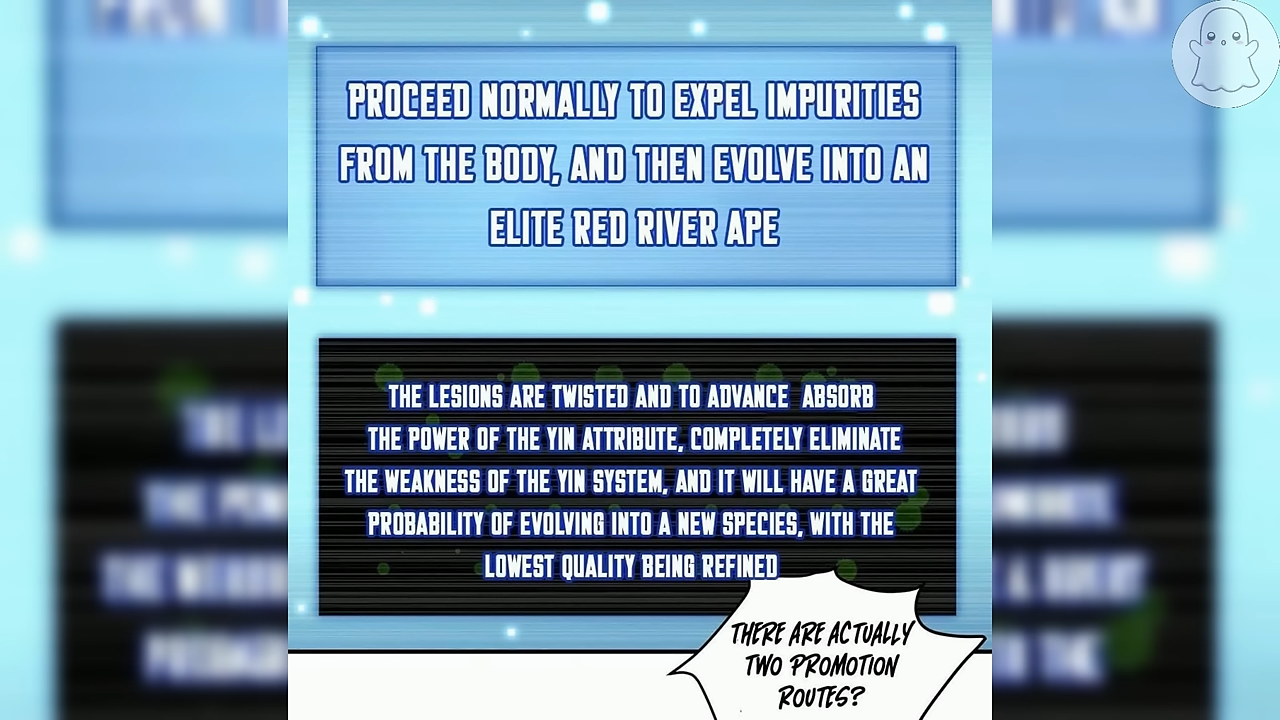 PROCEED NORMALLY TO EXPEL IMPURITIES
FROM THE BODY, AND THEN EVOLVE INTO AN
ELITE RED RIVER APE
THE LESIONS ARE TWISTED AND TO ADVANCE ABSORB
THE POWER OF THE YIN ATTRIBUTE, COMPLETELY ELIMINATE
THE WEAKNESS OF THE YIN SYSTEM, AND IT WILL HAVE A GREAT
PROBABILITY OF EVOLVING INTO A NEW SPECIES, WITH THE
LOWEST QUALITY BEING REFINED
THERE ARE ACTUALLY
TWO PROMOTION
ROUTES?